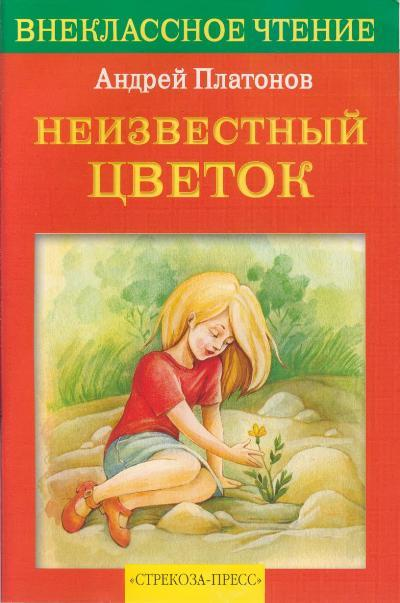 ВНЕКЛАССНОЕ ЧТЕНИЕ
Андрей Платонов
НЕИЗВЕСТНЫЙ
ЦВЕТОК
«СТРЕКОЗА-ПРЕСС»